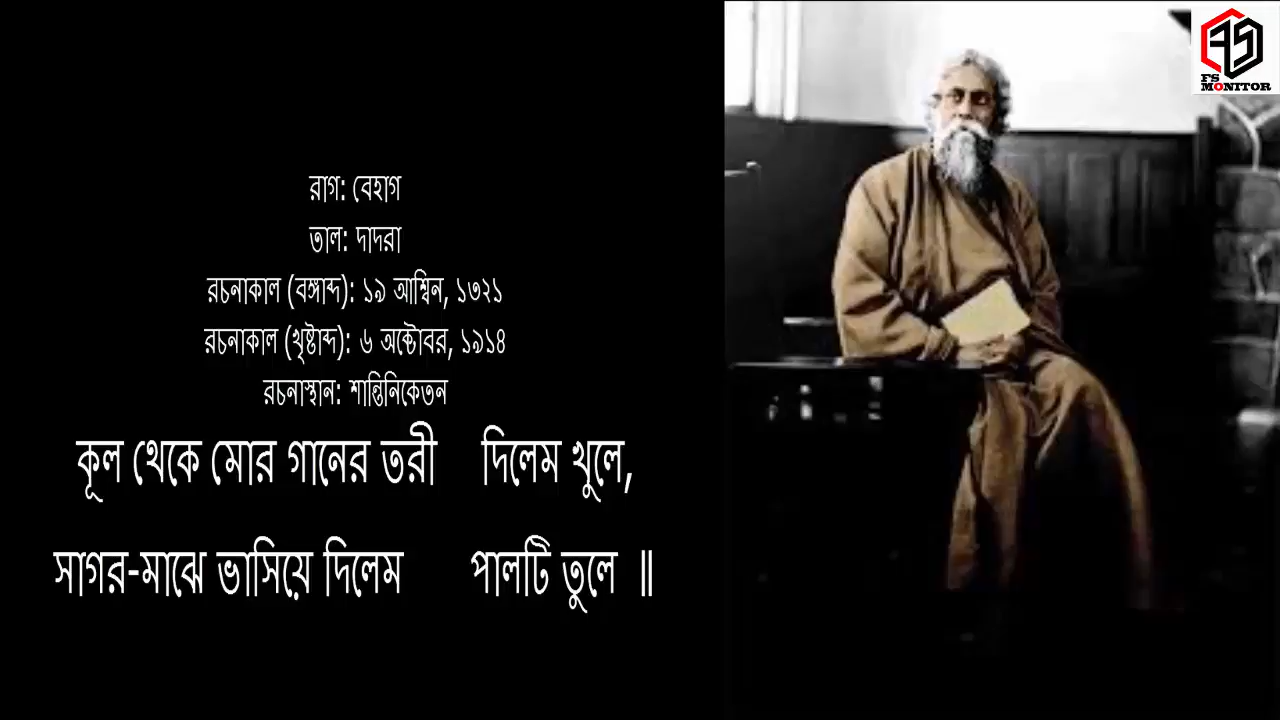 রাগ: বেহাগ
তাল: দাদরা
রচনাকাল (বঙ্গাব্দ): ১৯ আশ্বিন, ১৩২১
রচনাকাল (খৃষ্টাব্দ): ৬ অক্টোবর, ১৯১৪
রচনাস্থান: শান্তিনিকেতন
কূল থেকে মোর গানের তরী দিলেম খুলে,
সাগর-মাঝে ভাসিয়ে দিলেম পালটি তুলে ॥
FS
MONITOR